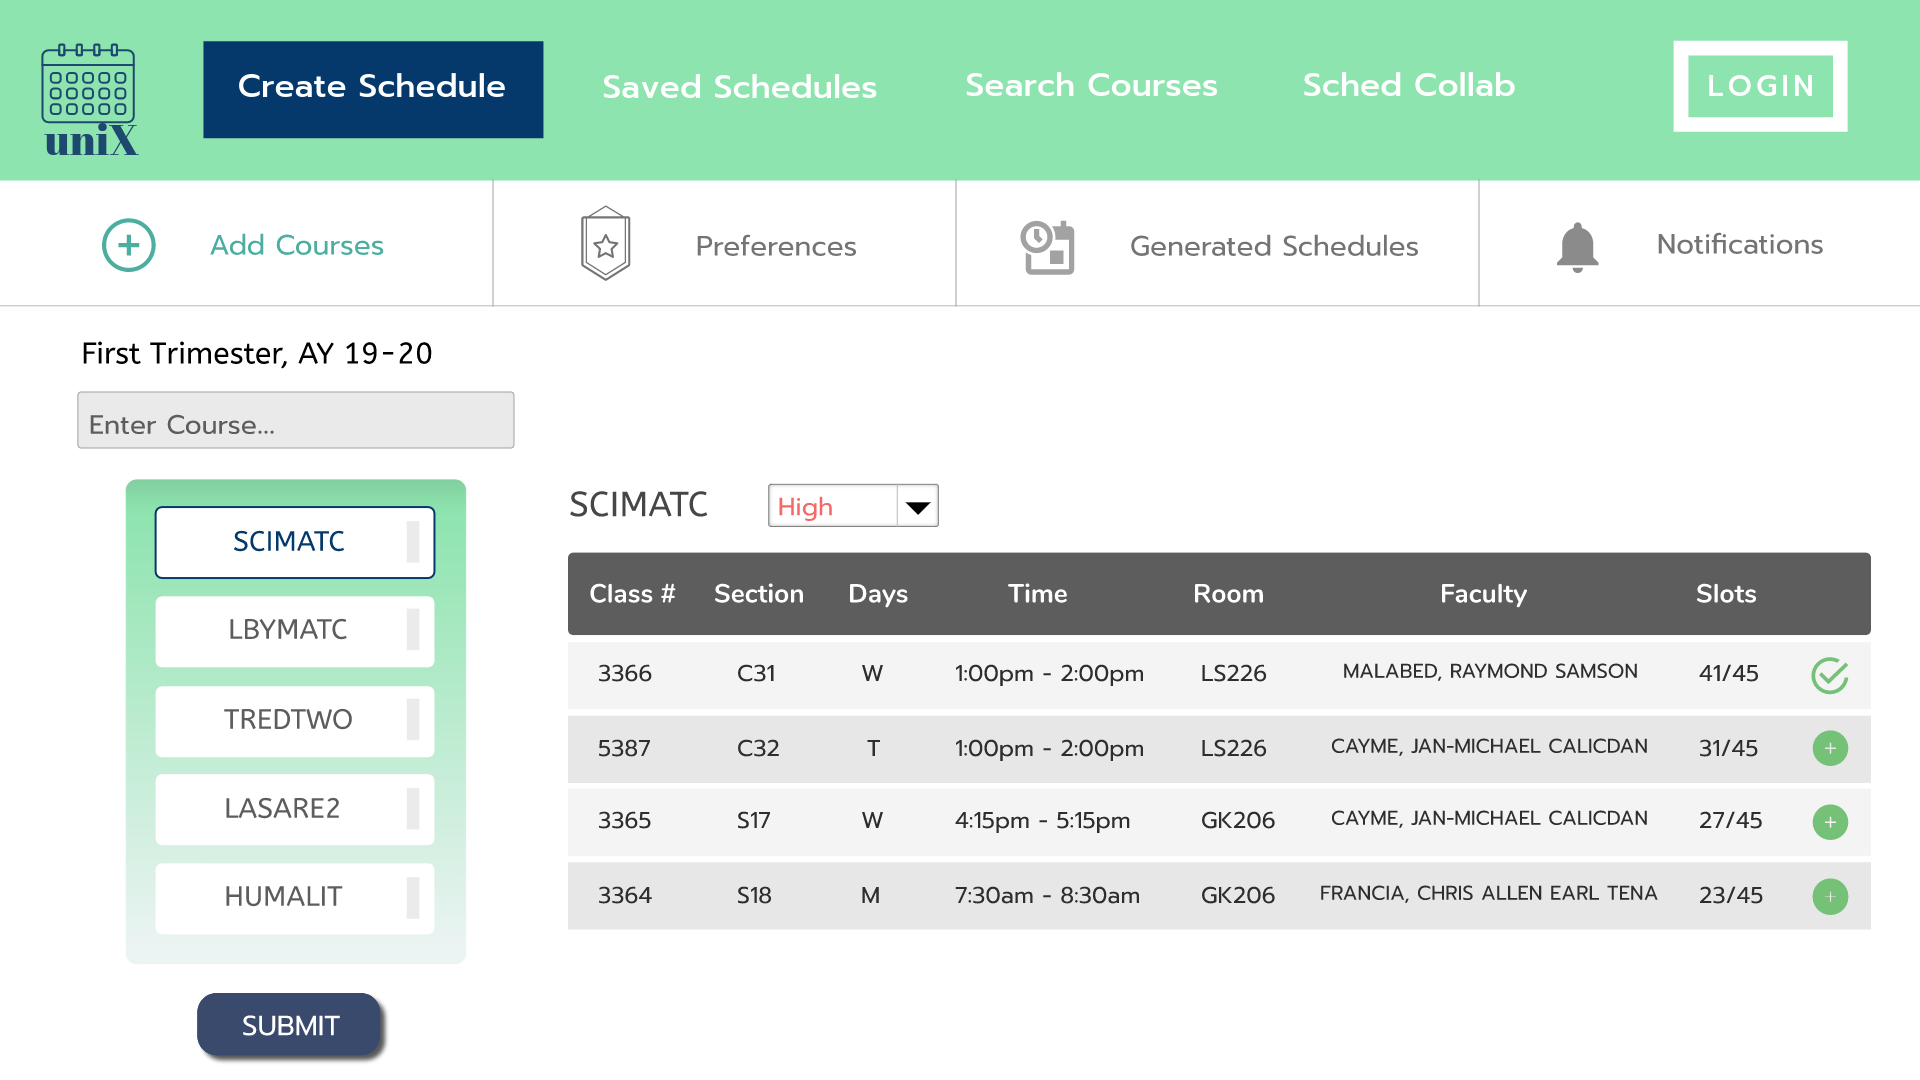 uniX
Create Schedule
Saved Schedules
Search Courses
Sched Collab
LOGIN
Add Courses
Preferences
Generated Schedules
Notifications
First Trimester, AY 19-20
Enter Course...
SCIMATC
LBYMATC
TREDTWO
LASARE2
HUMALIT
SUBMIT
SCIMATC High
Class # Section Days Time Room Faculty Slots
3366 C31 W 1:00pm - 2:00pm LS226 MALABED, RAYMOND SAMSON 41/45
5387 C32 T 1:00pm - 2:00pm LS226 CAYME, JAN-MICHAEL CALICDAN 31/45
3365 S17 W 4:15pm - 5:15pm GK206 CAYME, JAN-MICHAEL CALICDAN 27/45
3364 S18 M 7:30am - 8:30am GK206 FRANCIA, CHRIS ALLEN EARL TENA 23/45